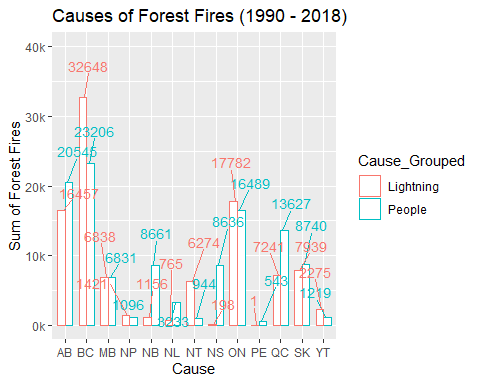 Causes of Forest Fires (1990 - 2018)
40k
30k
20k
10k
0k
Sum of Forest Fires
32648
23206
20545
16457
6838
6831
1421
1096
8661
1156
765
3233
6274
944
8636
198
17782
16489
1
543
7241
13627
8740
7939
2275
1219
AB BC MB NP NB NL NT NS ON PE QC SK YT
Cause
Cause_Grouped
Lightning
People